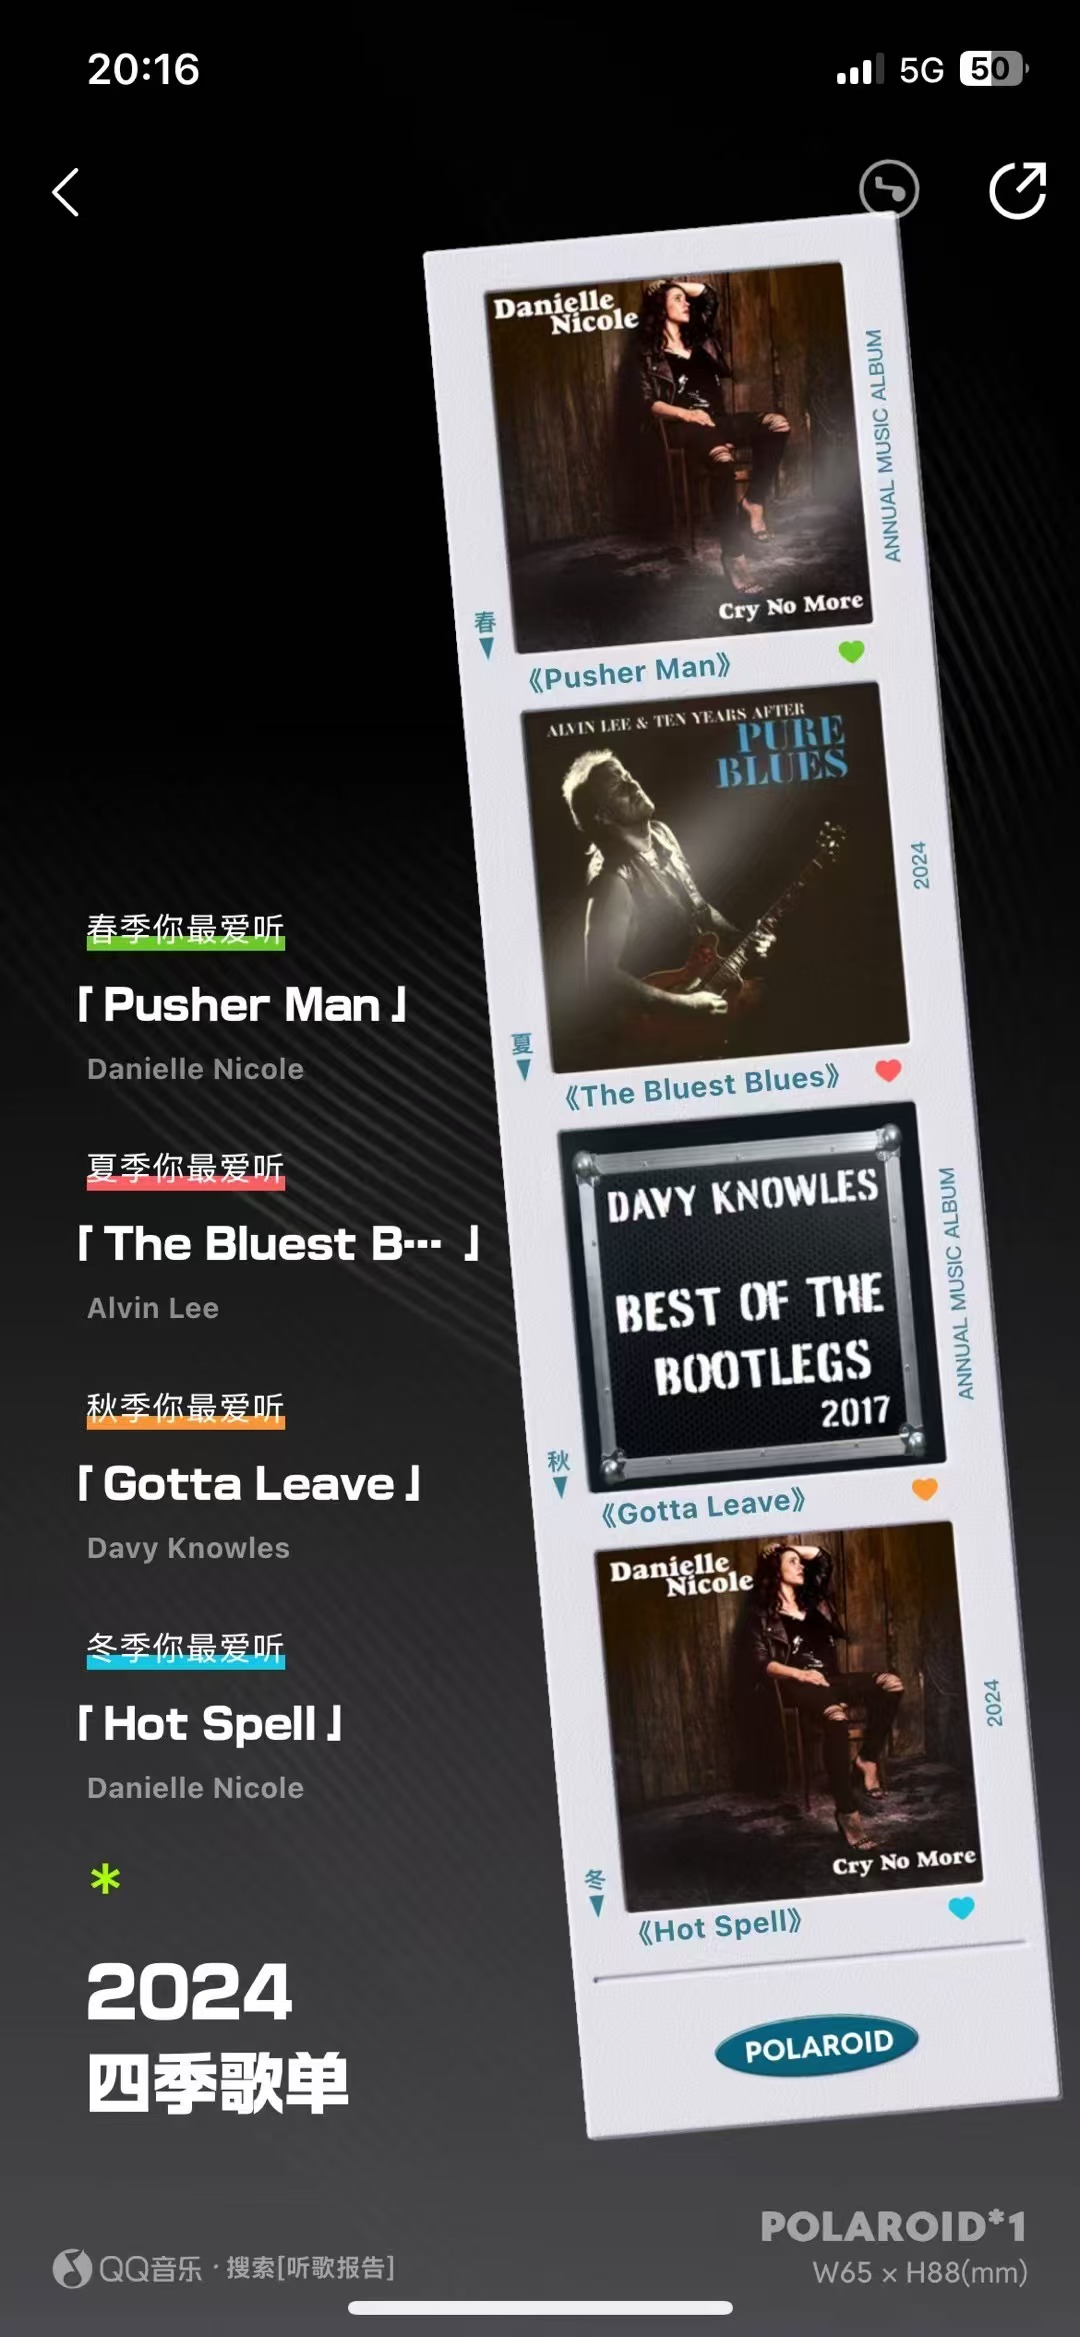 20:16
5G
50
春季你最爱听
「Pusher Man」
Danielle Nicole
夏季你最爱听
「The Bluest B… 」
Alvin Lee
秋季你最爱听
「Gotta Leave」
Davy Knowles
冬季你最爱听
「Hot Spell」
Danielle Nicole
*
2024
四季歌单
Danielle
Nicole
Cry No More
ANNUAL MUSIC ALBUM
春
《Pusher Man》
ALVIN LEE & TEN YEARS AFTER
PURE
BLUES
2024
夏
《The Bluest Blues》
DAVY KNOWLES
BEST OF THE
BOOTLEGS
2017
ANNUAL MUSIC ALBUM
秋
《Gotta Leave》
Danielle
Nicole
Cry No More
2024
冬
《Hot Spell》
POLAROID
POLAROID*1
W65 × H88(mm)
QQ音乐 · 搜索[听歌报告]